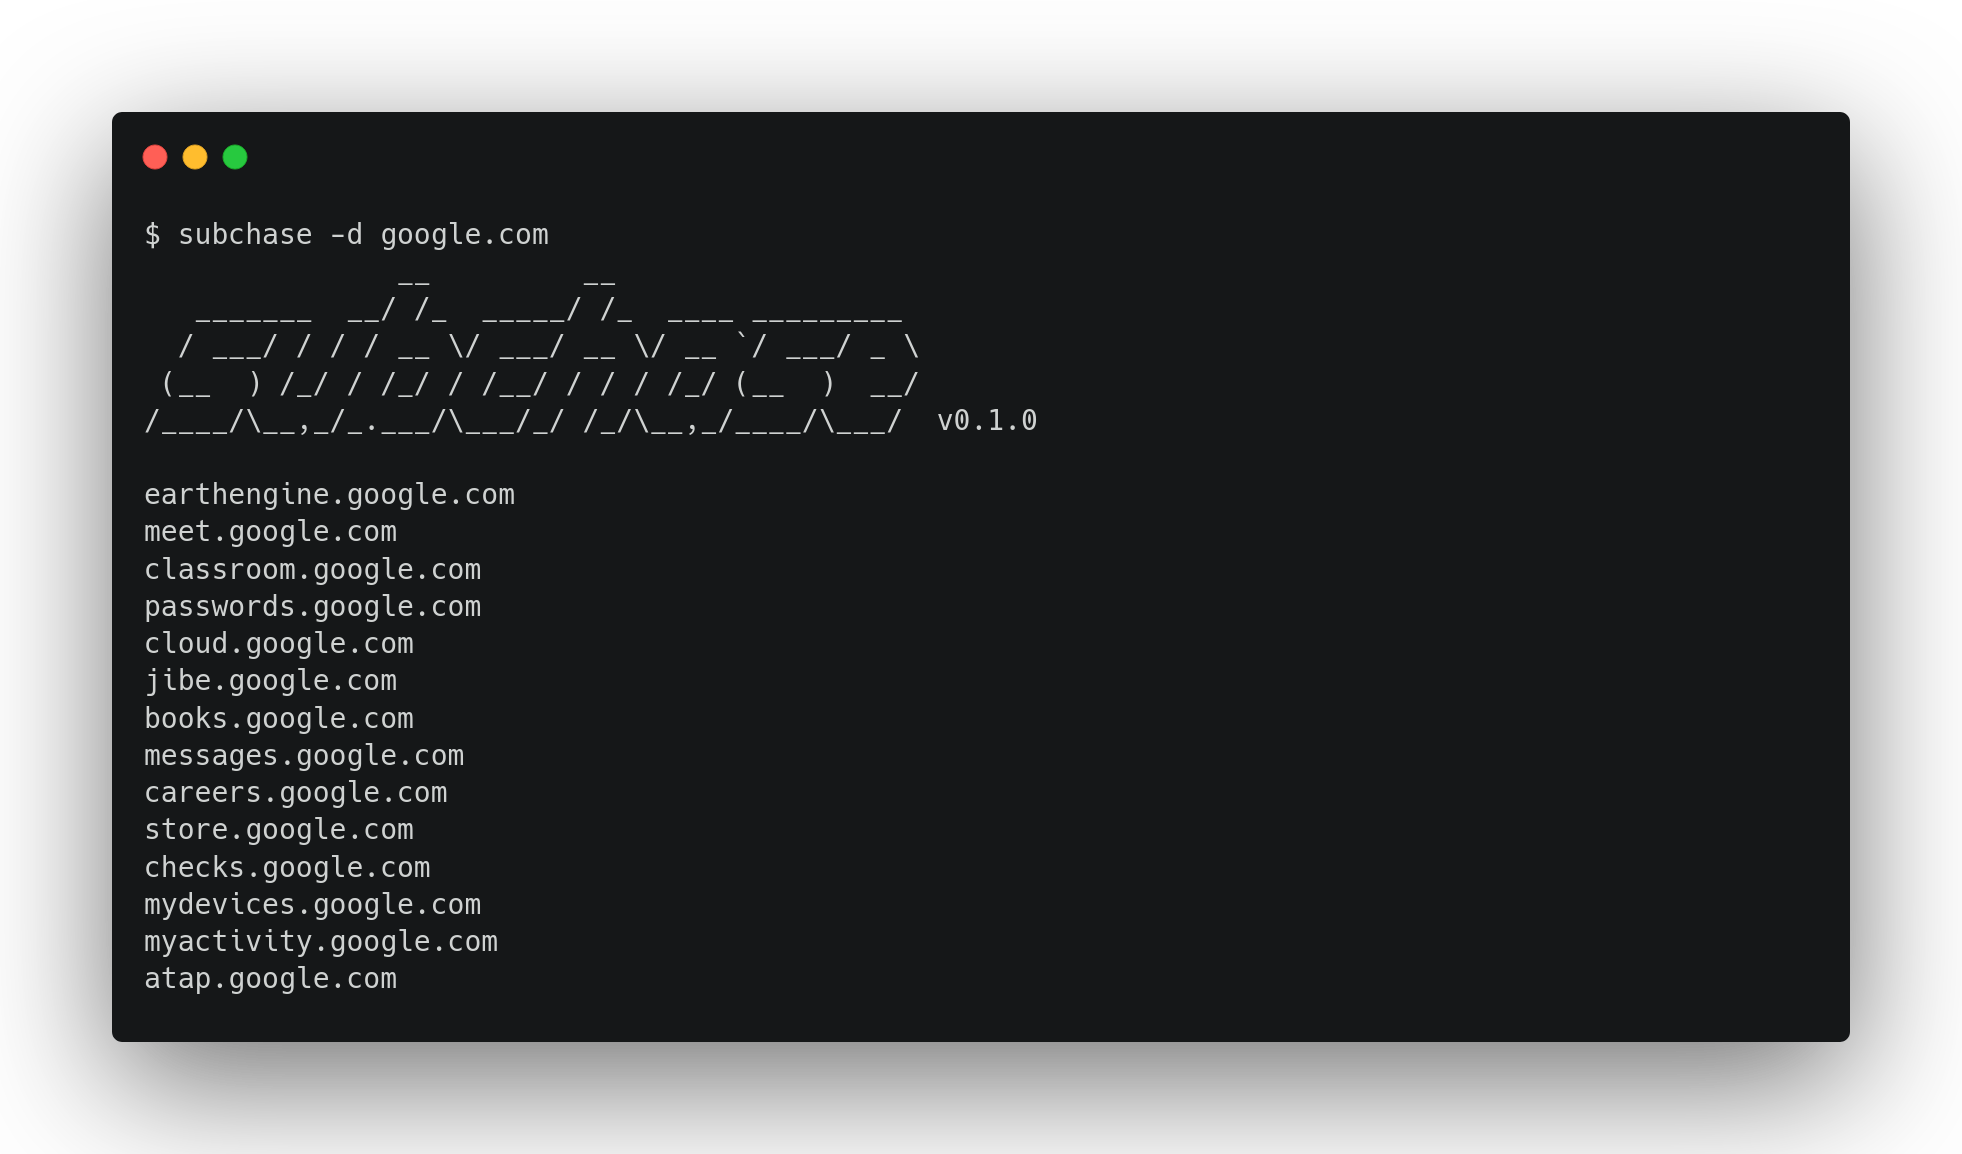 $ subchase -d google.com
               __         __
   _______  __/ /_  _____/ /_  ____ _________
  / ___/ / / / __ \/ ___/ __ \/ __ `/ ___/ _ \
 (__  ) /_/ / /_/ / /__/ / / / /_/ (__  )  __/
/____/\__,_/_.___/\___/_/ /_/\__,_/____/\___/  v0.1.0
earthengine.google.com
meet.google.com
classroom.google.com
passwords.google.com
cloud.google.com
jibe.google.com
books.google.com
messages.google.com
careers.google.com
store.google.com
checks.google.com
mydevices.google.com
myactivity.google.com
atap.google.com